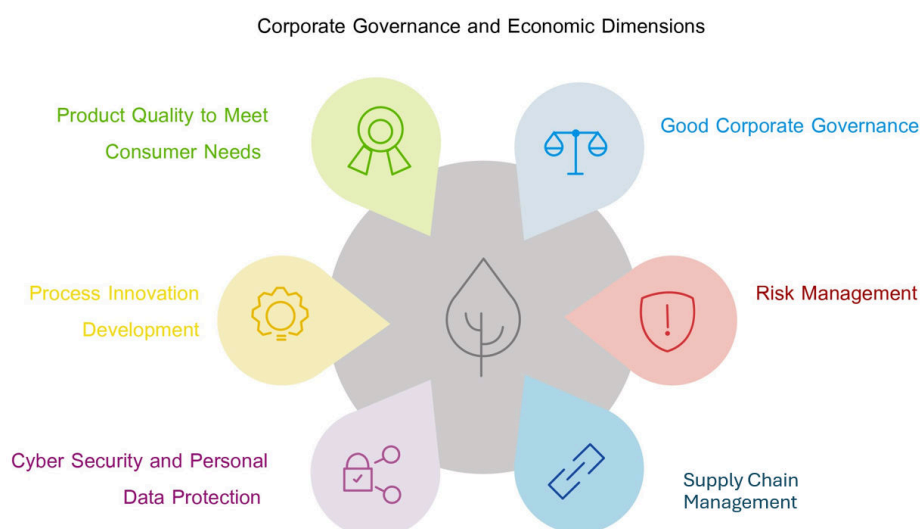 Corporate Governance and Economic Dimensions
Product Quality to Meet
Consumer Needs
Good Corporate Governance
Process Innovation
Development
Risk Management
Cyber Security and Personal
Data Protection
Supply Chain
Management